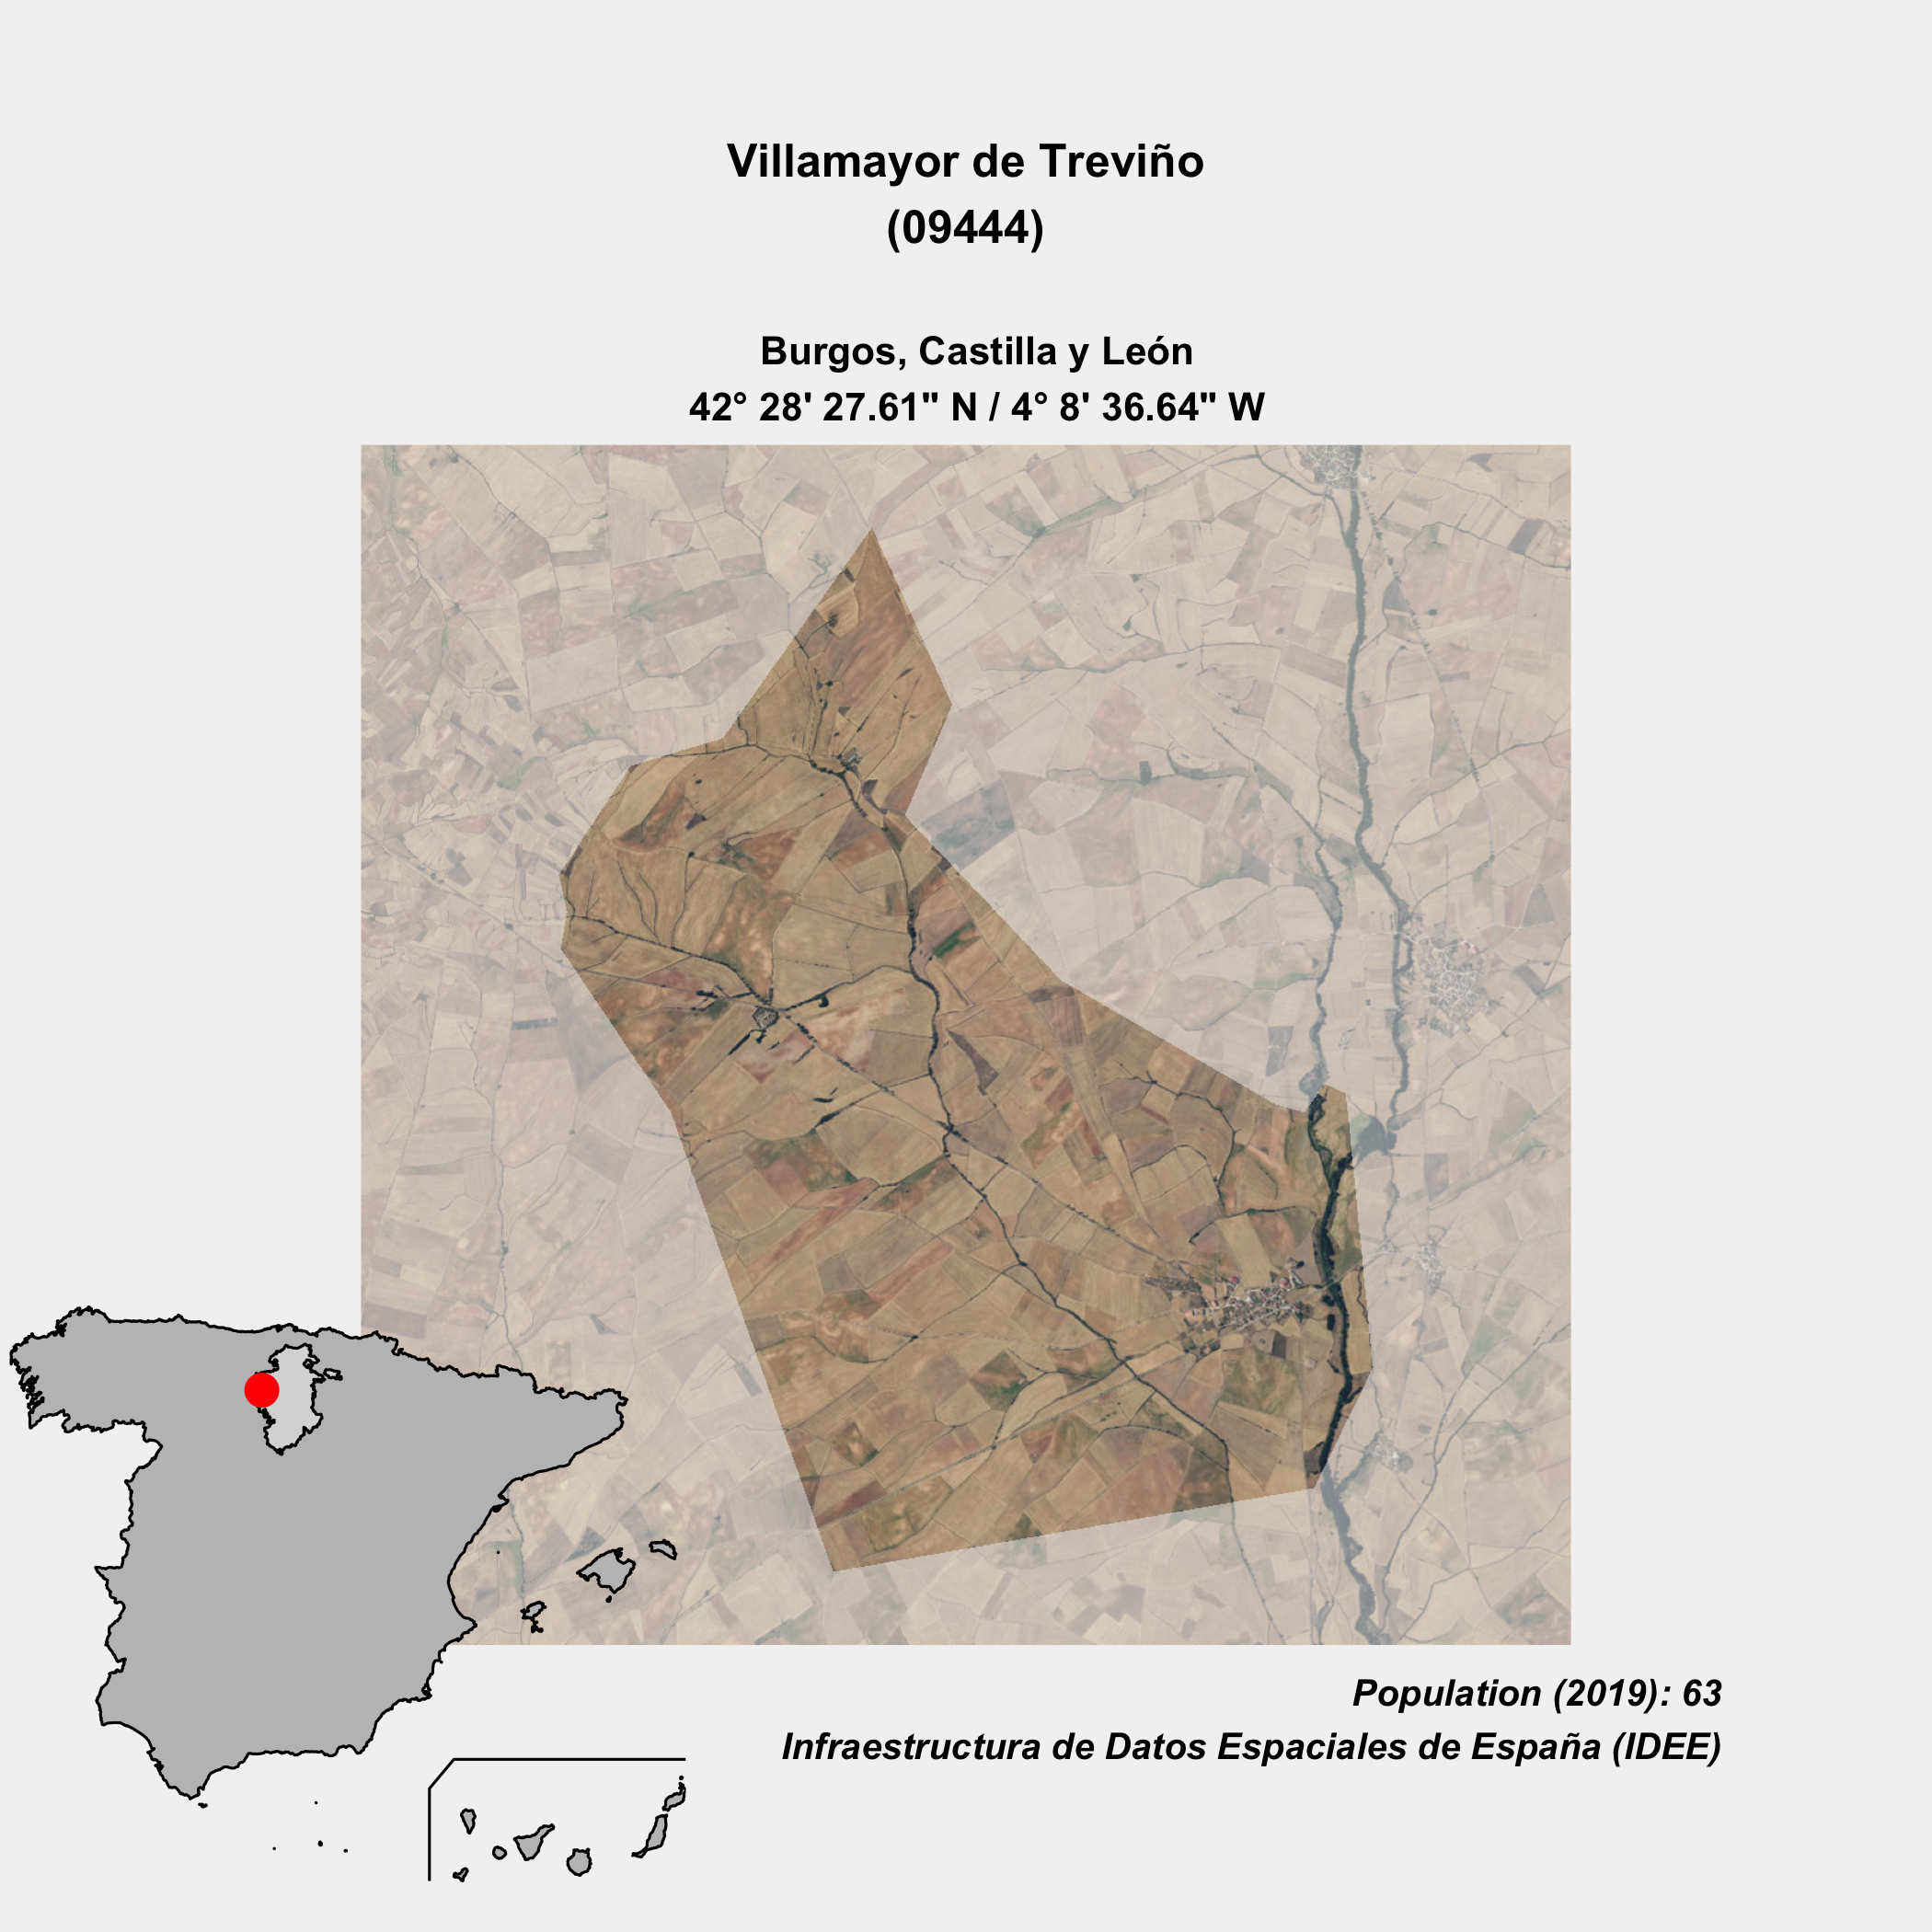 Villamayor de Treviño
(09444)
Burgos, Castilla y León
42° 28' 27.61" N / 4° 8' 36.64" W
Population (2019): 63
Infraestructura de Datos Espaciales de España (IDEE)